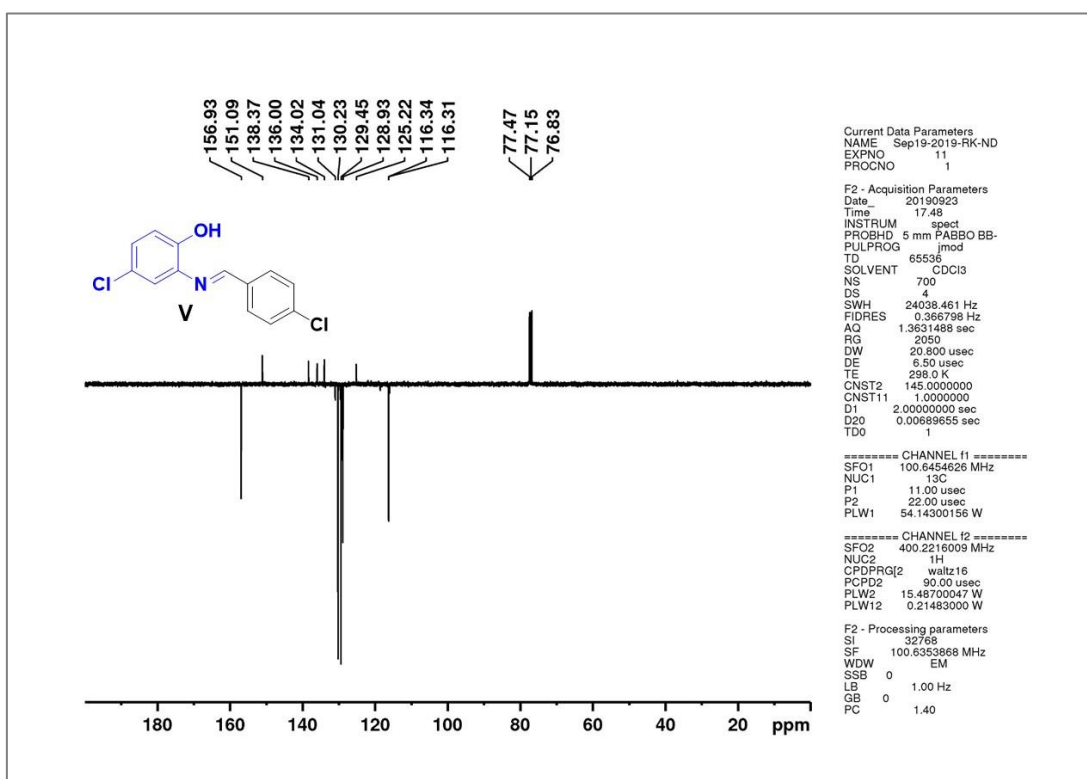 156.93
151.09
138.37
136.00
134.02
131.04
130.23
129.45
128.93
125.22
116.34
116.31
77.47
77.15
76.83
OH
Cl
N
Cl
V
180 160 140 120 100 80 60 40 20 ppm
Current Data Parameters
NAME Sep19-2019-RK-ND
EXPNO 11
PROCNO 1
F2 - Acquisition Parameters
Date_ 20190923
Time 17.48
INSTRUM spect
PROBHD 5 mm PABBO BB-
PULPROG jmod
TD 65536
SOLVENT CDCl3
NS 700
DS 4
SWH 24038.461 Hz
FIDRES 0.366798 Hz
AQ 1.3631488 sec
RG 2050
DW 20.800 usec
DE 6.50 usec
TE 298.0 K
CNST2 145.0000000
CNST11 1.0000000
D1 2.00000000 sec
D20 0.00689655 sec
TD0 1
======== CHANNEL f1 ========
SFO1 100.6454626 MHz
NUC1 13C
P1 11.00 usec
P2 22.00 usec
PLW1 54.14300156 W
======== CHANNEL f2 ========
SFO2 400.2216009 MHz
NUC2 1H
CPDPRG[2 waltz16
PCPD2 90.00 usec
PLW2 15.48700047 W
PLW12 0.21483000 W
F2 - Processing parameters
SI 32768
SF 100.6353868 MHz
WDW EM
SSB 0
LB 1.00 Hz
GB 0
PC 1.40